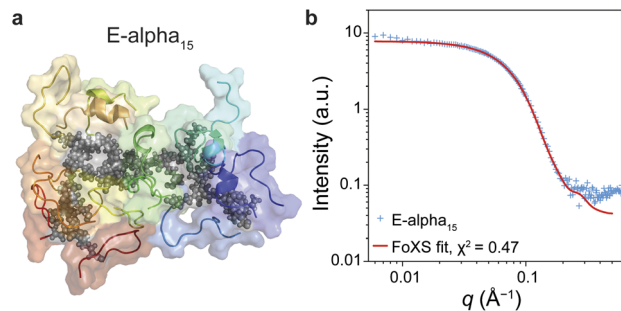 a
E-alpha₁₅
b
Intensity (a.u.)
10
1
0.1
0.01
E-alpha₁₅
FoXS fit, χ² = 0.47
0.01
0.1
q (Å⁻¹)